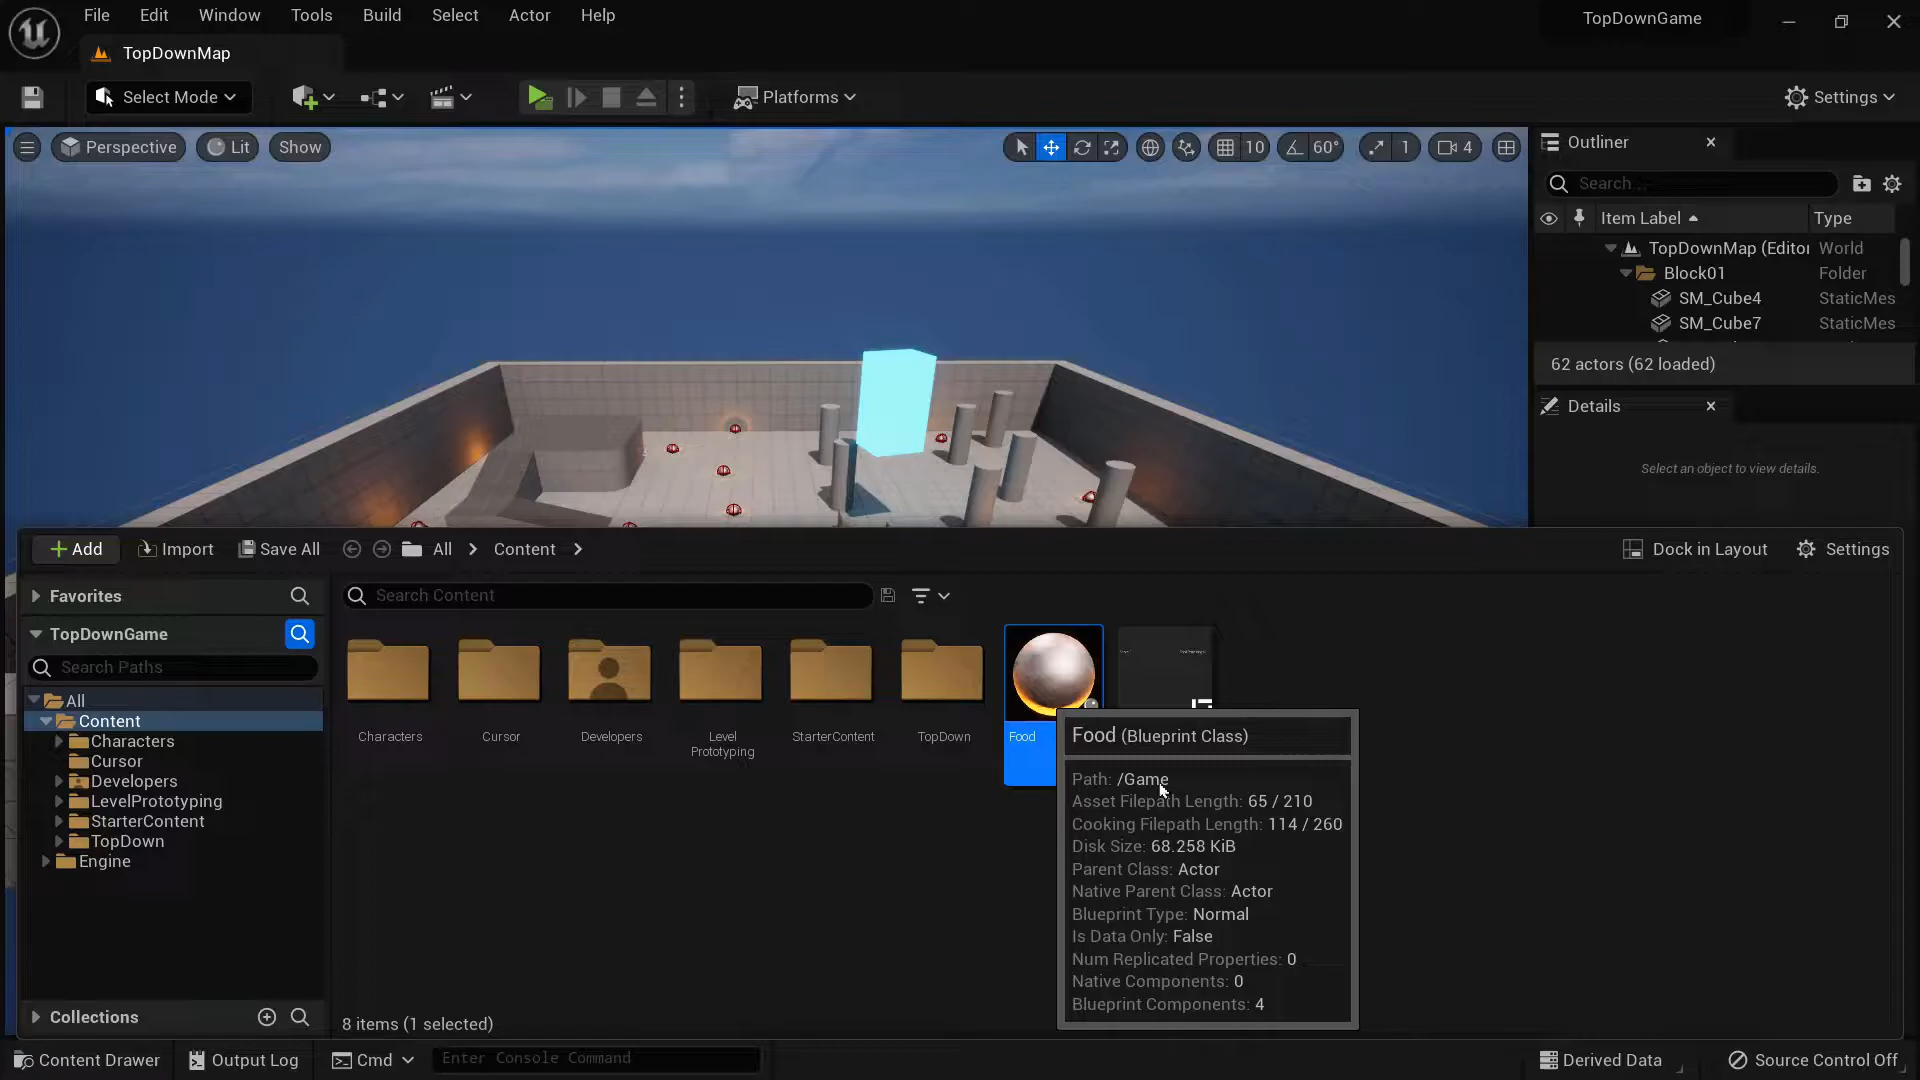 File Edit Window Tools Build Select Actor Help
TopDownGame
TopDownMap
Select Mode
Platforms
Settings
Perspective
Lit
Show
10
60°
1
4
Outliner
Search...
Item Label
Type
TopDownMap (Editor
World
Block01
Folder
SM_Cube4
StaticMes
SM_Cube7
StaticMes
62 actors (62 loaded)
Details
Select an object to view details.
Add
Import
Save All
All
Content
Dock in Layout
Settings
Favorites
Search Content
TopDownGame
Search Paths
All
Content
Characters
Cursor
Developers
LevelPrototyping
StarterContent
TopDown
Engine
Characters
Cursor
Developers
Level
Prototyping
StarterContent
TopDown
Food
Food (Blueprint Class)
Path: /Game
Asset Filepath Length: 65 / 210
Cooking Filepath Length: 114 / 260
Disk Size: 68.258 KiB
Parent Class: Actor
Native Parent Class: Actor
Blueprint Type: Normal
Is Data Only: False
Num Replicated Properties: 0
Native Components: 0
Blueprint Components: 4
Collections
8 items (1 selected)
Content Drawer
Output Log
Cmd
Enter Console Command
Derived Data
Source Control Off